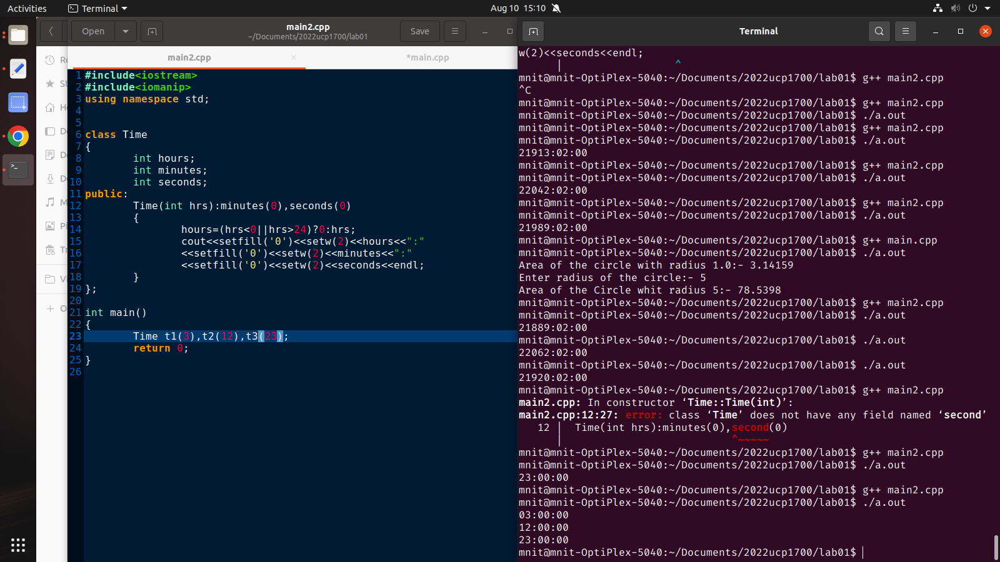 Activities
Terminal
Aug 10 15:10
Open
main2.cpp
~/Documents/2022ucp1700/lab01
Save
main2.cpp
*main.cpp
1 #include<iostream>
2 #include<iomanip>
3 using namespace std;
4
5
6 class Time
7 {
8 int hours;
9 int minutes;
10 int seconds;
11 public:
12 Time(int hrs):minutes(0),seconds(0)
13 {
14 hours=(hrs<0||hrs>24)?0:hrs;
15 cout<<setfill('0')<<setw(2)<<hours<<":"
16 <<setfill('0')<<setw(2)<<minutes<<":"
17 <<setfill('0')<<setw(2)<<seconds<<endl;
18 }
19 };
20
21 int main()
22 {
23 Time t1(3),t2(12),t3(23);
24 return 0;
25 }
26
Terminal
w(2)<<seconds<<endl;
| ^
mnit@mnit-OptiPlex-5040:~/Documents/2022ucp1700/lab01$ g++ main2.cpp
^C
mnit@mnit-OptiPlex-5040:~/Documents/2022ucp1700/lab01$ g++ main2.cpp
mnit@mnit-OptiPlex-5040:~/Documents/2022ucp1700/lab01$ ./a.out
mnit@mnit-OptiPlex-5040:~/Documents/2022ucp1700/lab01$ g++ main2.cpp
mnit@mnit-OptiPlex-5040:~/Documents/2022ucp1700/lab01$ ./a.out
21913:02:00
mnit@mnit-OptiPlex-5040:~/Documents/2022ucp1700/lab01$ g++ main2.cpp
mnit@mnit-OptiPlex-5040:~/Documents/2022ucp1700/lab01$ ./a.out
22042:02:00
mnit@mnit-OptiPlex-5040:~/Documents/2022ucp1700/lab01$ g++ main2.cpp
mnit@mnit-OptiPlex-5040:~/Documents/2022ucp1700/lab01$ ./a.out
21989:02:00
mnit@mnit-OptiPlex-5040:~/Documents/2022ucp1700/lab01$ g++ main.cpp
mnit@mnit-OptiPlex-5040:~/Documents/2022ucp1700/lab01$ ./a.out
Area of the circle with radius 1.0:- 3.14159
Enter radius of the circle:- 5
Area of the Circle whit radius 5:- 78.5398
mnit@mnit-OptiPlex-5040:~/Documents/2022ucp1700/lab01$ g++ main2.cpp
mnit@mnit-OptiPlex-5040:~/Documents/2022ucp1700/lab01$ ./a.out
21889:02:00
mnit@mnit-OptiPlex-5040:~/Documents/2022ucp1700/lab01$ ./a.out
22062:02:00
mnit@mnit-OptiPlex-5040:~/Documents/2022ucp1700/lab01$ ./a.out
21920:02:00
mnit@mnit-OptiPlex-5040:~/Documents/2022ucp1700/lab01$ g++ main2.cpp
main2.cpp: In constructor ‘Time::Time(int)’:
main2.cpp:12:27: error: class ‘Time’ does not have any field named ‘second’
12 | Time(int hrs):minutes(0),second(0)
| ^~~~~~
mnit@mnit-OptiPlex-5040:~/Documents/2022ucp1700/lab01$ g++ main2.cpp
mnit@mnit-OptiPlex-5040:~/Documents/2022ucp1700/lab01$ ./a.out
23:00:00
mnit@mnit-OptiPlex-5040:~/Documents/2022ucp1700/lab01$ g++ main2.cpp
mnit@mnit-OptiPlex-5040:~/Documents/2022ucp1700/lab01$ ./a.out
03:00:00
12:00:00
23:00:00
mnit@mnit-OptiPlex-5040:~/Documents/2022ucp1700/lab01$